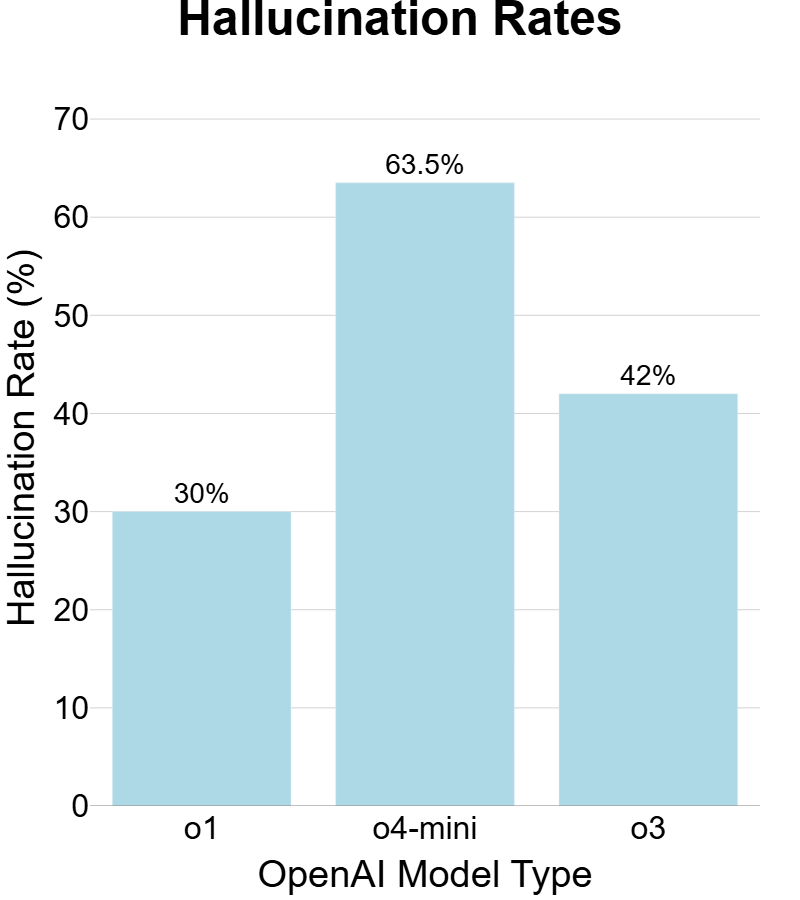 Hallucination Rates
70
60
50
40
30
20
10
0
Hallucination Rate (%)
30%
63.5%
42%
o1
o4-mini
o3
OpenAI Model Type